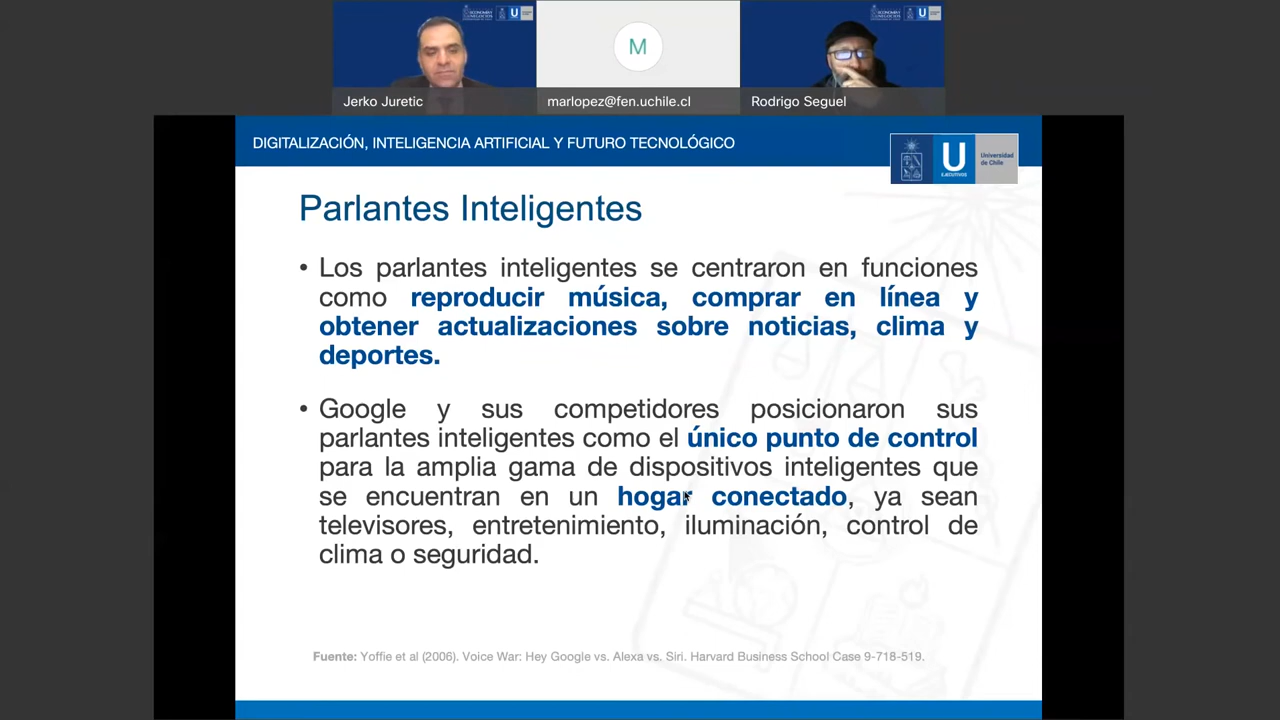 Jerko Juretic
M
marlopez@fen.uchile.cl
Rodrigo Seguel
DIGITALIZACIÓN, INTELIGENCIA ARTIFICIAL Y FUTURO TECNOLÓGICO
U
EJECUTIVOS
Universidad
de Chile
Parlantes Inteligentes
• Los parlantes inteligentes se centraron en funciones
como reproducir música, comprar en línea y
obtener actualizaciones sobre noticias, clima y
deportes.
• Google y sus competidores posicionaron sus
parlantes inteligentes como el único punto de control
para la amplia gama de dispositivos inteligentes que
se encuentran en un hogar conectado, ya sean
televisores, entretenimiento, iluminación, control de
clima o seguridad.
Fuente: Yoffie et al (2006). Voice War: Hey Google vs. Alexa vs. Siri. Harvard Business School Case 9-718-519.